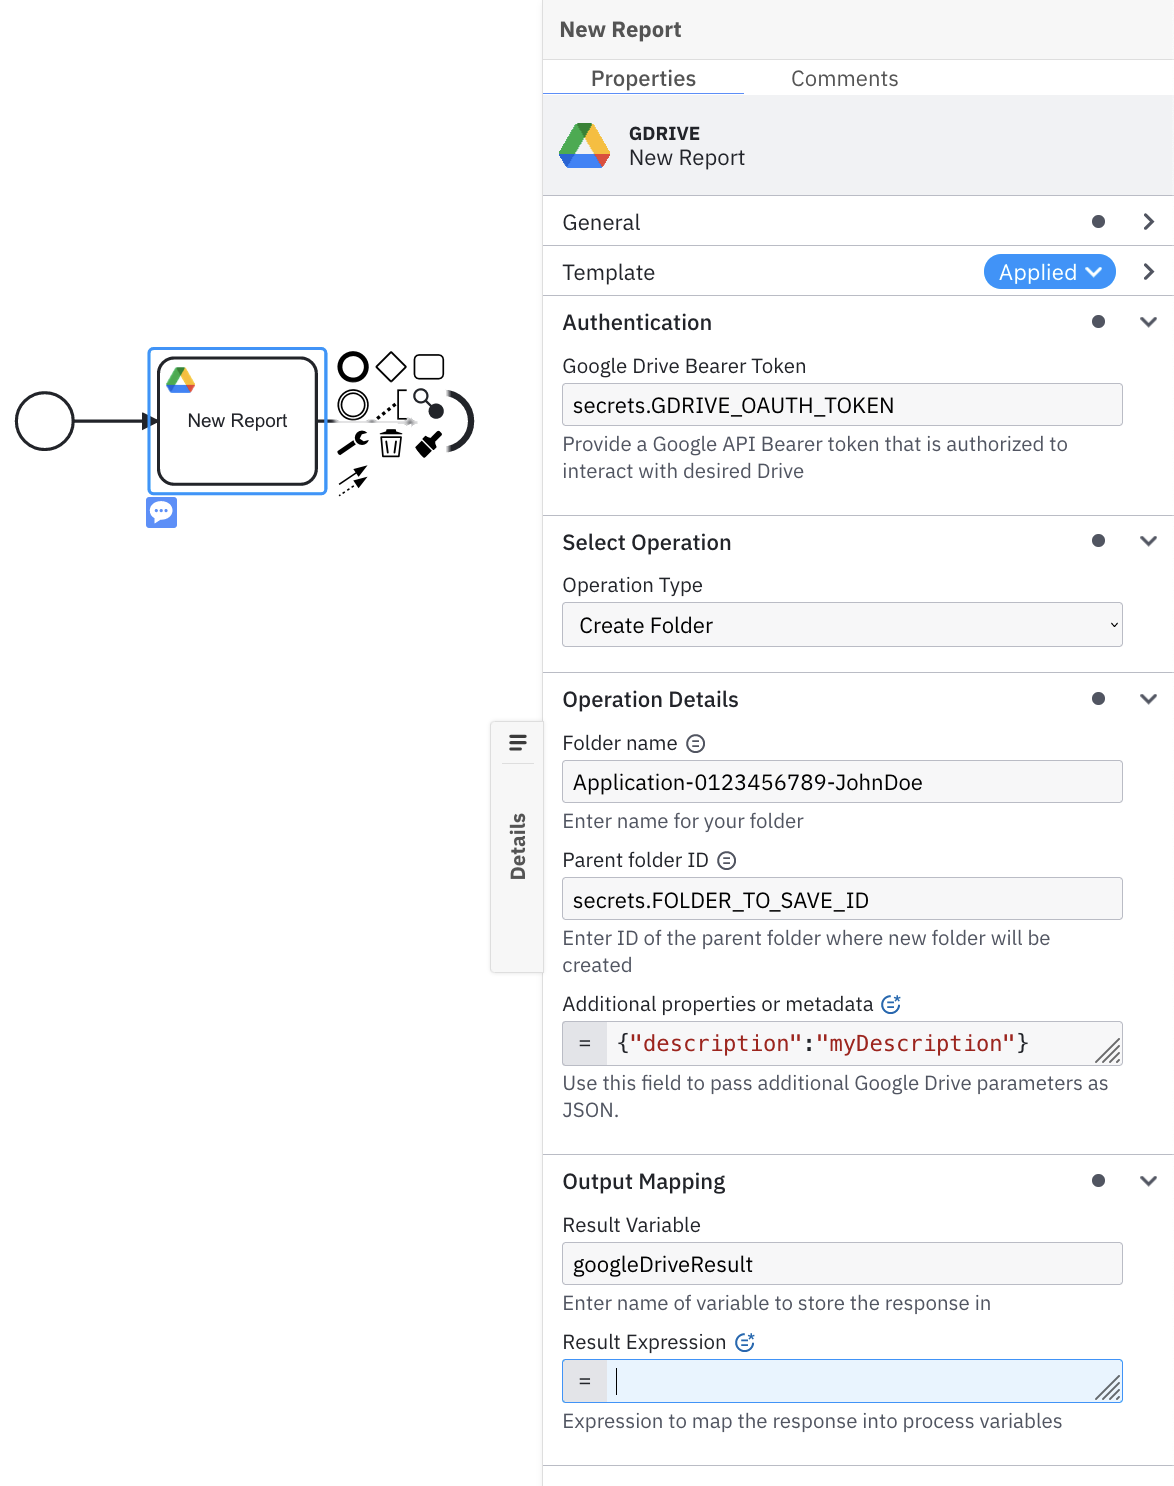 New Report
Properties
Comments
GDRIVE
New Report
General
Template
Applied
Authentication
Google Drive Bearer Token
secrets.GDRIVE_OAUTH_TOKEN
Provide a Google API Bearer token that is authorized to
interact with desired Drive
New Report
Select Operation
Operation Type
Create Folder
Operation Details
Folder name
Application-0123456789-JohnDoe
Enter name for your folder
Details
Parent folder ID
secrets.FOLDER_TO_SAVE_ID
Enter ID of the parent folder where new folder will be
created
Additional properties or metadata
= {"description":"myDescription"}
Use this field to pass additional Google Drive parameters as
JSON.
Output Mapping
Result Variable
googleDriveResult
Enter name of variable to store the response in
Result Expression
=
Expression to map the response into process variables